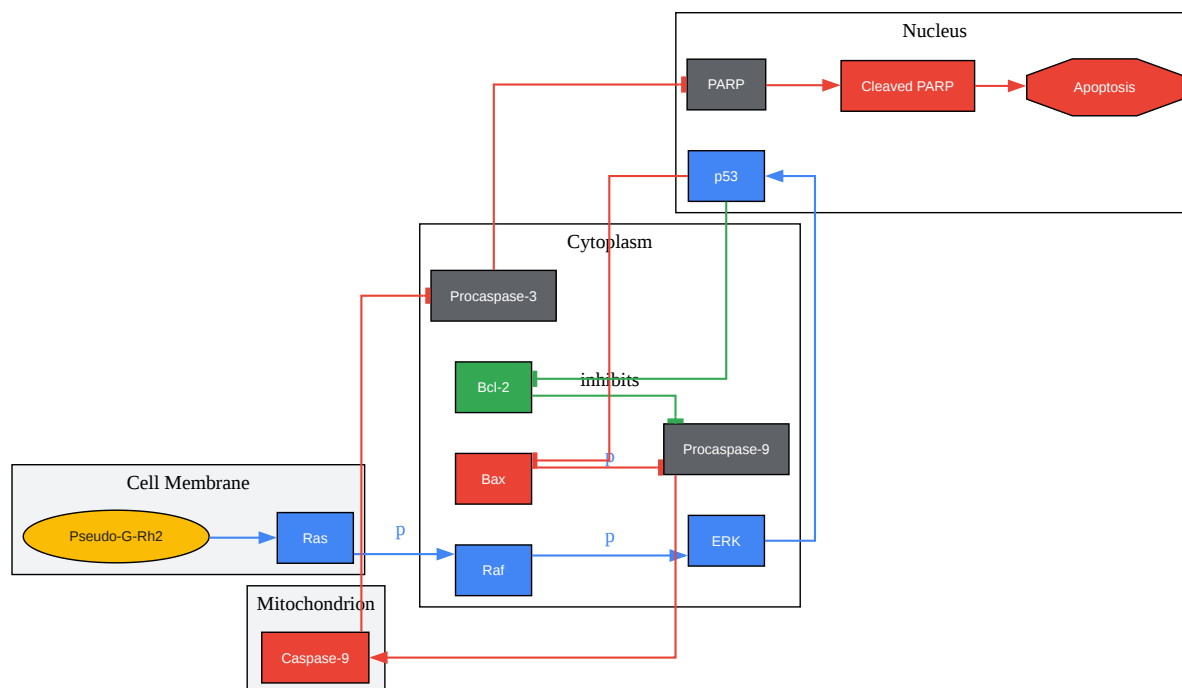 Nucleus
PARP
Cleaved PARP
Apoptosis
p53
Cytoplasm
Procaspase-3
Bcl-2
inhibits
Procaspase-9
p
Bax
Cell Membrane
Pseudo-G-Rh2
Ras
p
Raf
p
ERK
Mitochondrion
Caspase-9